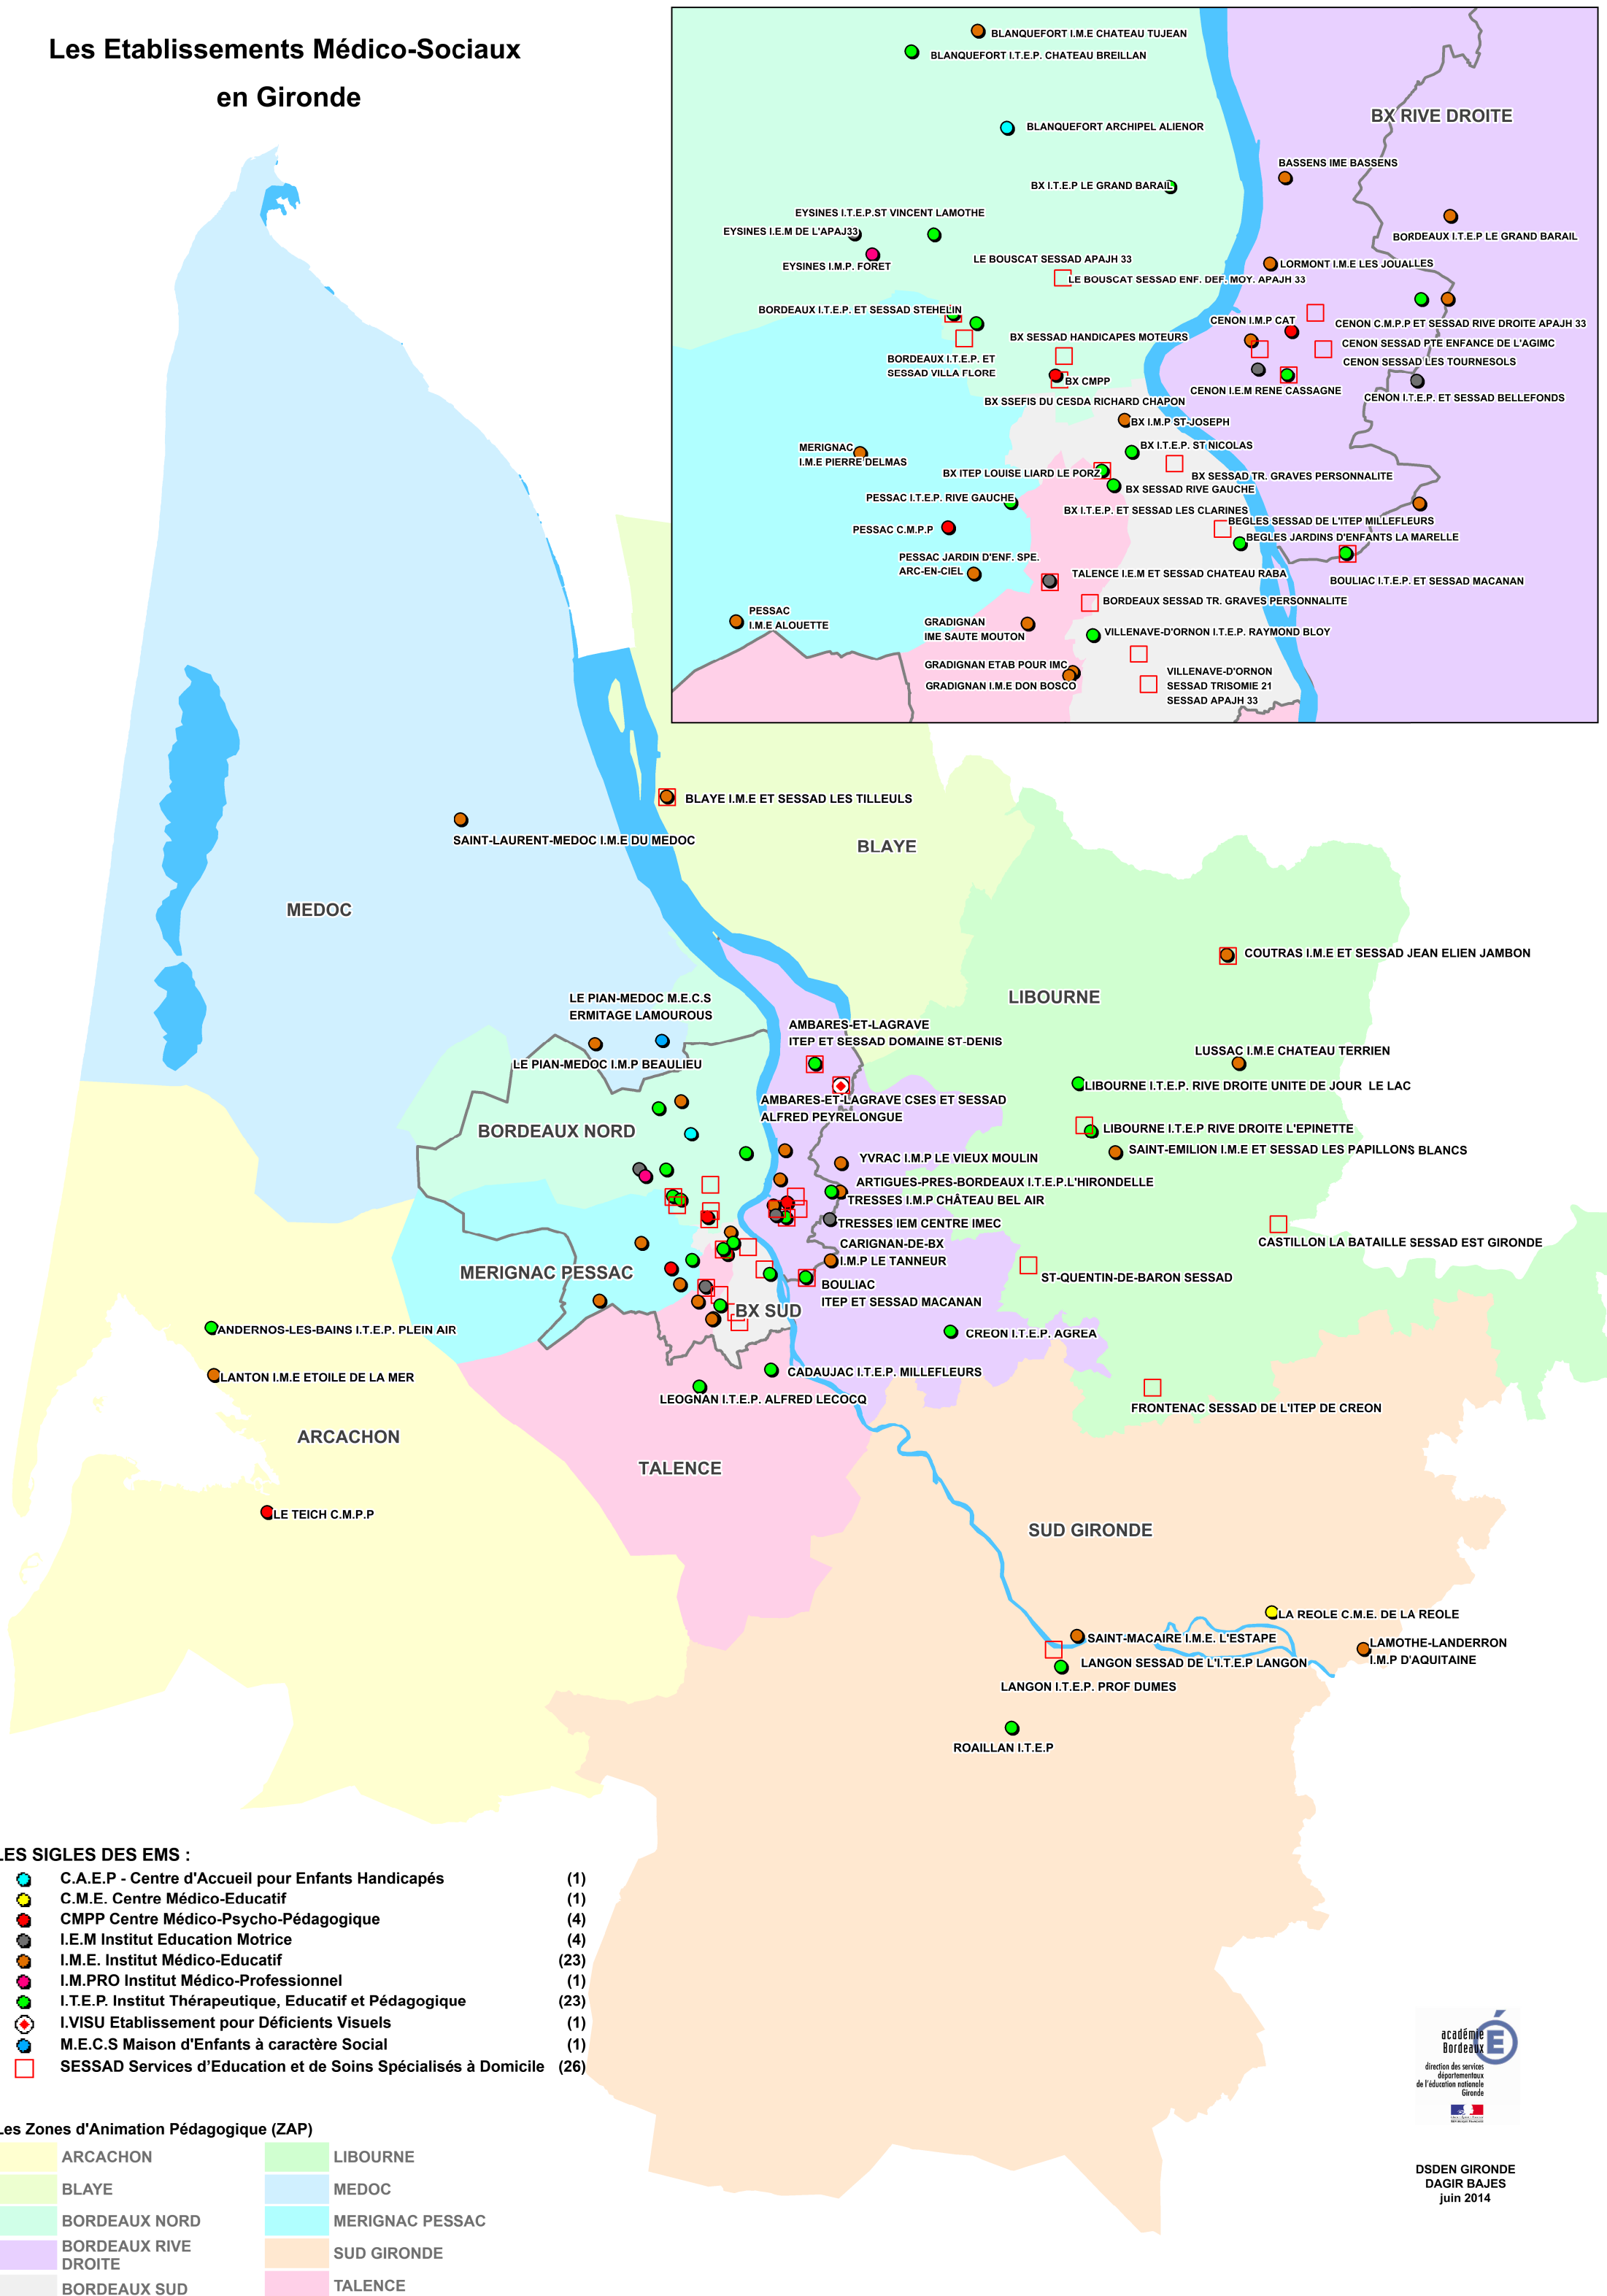 Les Etablissements Médico-Sociaux
en Gironde
BLANQUEFORT I.M.E CHATEAU TUJEAN
BLANQUEFORT I.T.E.P. CHATEAU BREILLAN
BX RIVE DROITE
BLANQUEFORT ARCHIPEL ALIENOR
BASSENS IME BASSENS
BX I.T.E.P LE GRAND BARAIL
EYSINES I.T.E.P.ST VINCENT LAMOTHE
EYSINES I.E.M DE L'APAJ33
BORDEAUX I.T.E.P LE GRAND BARAIL
EYSINES I.M.P. FORET
LE BOUSCAT SESSAD APAJH 33
LORMONT I.M.E LES JOUALLES
LE BOUSCAT SESSAD ENF. DEF. MOY. APAJH 33
BORDEAUX I.T.E.P. ET SESSAD STEHELIN
CENON I.M.P CAT
CENON C.M.P.P ET SESSAD RIVE DROITE APAJH 33
BX SESSAD HANDICAPES MOTEURS
CENON SESSAD PTE ENFANCE DE L'AGIMC
BORDEAUX I.T.E.P. ET
SESSAD VILLA FLORE
CENON SESSAD LES TOURNESOLS
BX CMPP
CENON I.E.M RENE CASSAGNE
CENON I.T.E.P. ET SESSAD BELLEFONDS
BX SSEFIS DU CESDA RICHARD CHAPON
BX I.M.P ST-JOSEPH
MERIGNAC
I.M.E PIERRE DELMAS
BX I.T.E.P. ST NICOLAS
BX ITEP LOUISE LIARD LE PORZ
BX SESSAD TR. GRAVES PERSONNALITE
BX SESSAD RIVE GAUCHE
PESSAC I.T.E.P. RIVE GAUCHE
BX I.T.E.P. ET SESSAD LES CLARINES
BEGLES SESSAD DE L'ITEP MILLEFLEURS
PESSAC C.M.P.P
BEGLES JARDINS D'ENFANTS LA MARELLE
PESSAC JARDIN D'ENF. SPE.
ARC-EN-CIEL
TALENCE I.E.M ET SESSAD CHATEAU RABA
BOULIAC I.T.E.P. ET SESSAD MACANAN
BORDEAUX SESSAD TR. GRAVES PERSONNALITE
PESSAC
I.M.E ALOUETTE
GRADIGNAN
IME SAUTE MOUTON
VILLENAVE-D'ORNON I.T.E.P. RAYMOND BLOY
GRADIGNAN ETAB POUR IMC
GRADIGNAN I.M.E DON BOSCO
VILLENAVE-D'ORNON
SESSAD TRISOMIE 21
SESSAD APAJH 33
BLAYE I.M.E ET SESSAD LES TILLEULS
SAINT-LAURENT-MEDOC I.M.E DU MEDOC
BLAYE
MEDOC
COUTRAS I.M.E ET SESSAD JEAN ELIEN JAMBON
LIBOURNE
LE PIAN-MEDOC M.E.C.S
ERMITAGE LAMOUROUS
AMBARES-ET-LAGRAVE
ITEP ET SESSAD DOMAINE ST-DENIS
LUSSAC I.M.E CHATEAU TERRIEN
LE PIAN-MEDOC I.M.P BEAULIEU
LIBOURNE I.T.E.P. RIVE DROITE UNITE DE JOUR LE LAC
AMBARES-ET-LAGRAVE CSES ET SESSAD
ALFRED PEYRELONGUE
BORDEAUX NORD
LIBOURNE I.T.E.P RIVE DROITE L'EPINETTE
SAINT-EMILION I.M.E ET SESSAD LES PAPILLONS BLANCS
YVRAC I.M.P LE VIEUX MOULIN
ARTIGUES-PRES-BORDEAUX I.T.E.P.L'HIRONDELLE
TRESSES I.M.P CHÂTEAU BEL AIR
TRESSES IEM CENTRE IMEC
CARIGNAN-DE-BX
I.M.P LE TANNEUR
CASTILLON LA BATAILLE SESSAD EST GIRONDE
MERIGNAC PESSAC
ST-QUENTIN-DE-BARON SESSAD
BOULIAC
ITEP ET SESSAD MACANAN
BX SUD
ANDERNOS-LES-BAINS I.T.E.P. PLEIN AIR
CREON I.T.E.P. AGREA
LANTON I.M.E ETOILE DE LA MER
CADAUJAC I.T.E.P. MILLEFLEURS
LEOGNAN I.T.E.P. ALFRED LECOCQ
FRONTENAC SESSAD DE L'ITEP DE CREON
ARCACHON
TALENCE
LE TEICH C.M.P.P
SUD GIRONDE
LA REOLE C.M.E. DE LA REOLE
SAINT-MACAIRE I.M.E. L'ESTAPE
LAMOTHE-LANDERRON
I.M.P D'AQUITAINE
LANGON SESSAD DE L'I.T.E.P LANGON
LANGON I.T.E.P. PROF DUMES
ROAILLAN I.T.E.P
LES SIGLES DES EMS :
C.A.E.P - Centre d'Accueil pour Enfants Handicapés (1)
C.M.E. Centre Médico-Educatif (1)
CMPP Centre Médico-Psycho-Pédagogique (4)
I.E.M Institut Education Motrice (4)
I.M.E. Institut Médico-Educatif (23)
I.M.PRO Institut Médico-Professionnel (1)
I.T.E.P. Institut Thérapeutique, Educatif et Pédagogique (23)
I.VISU Etablissement pour Déficients Visuels (1)
M.E.C.S Maison d'Enfants à caractère Social (1)
SESSAD Services d'Education et de Soins Spécialisés à Domicile (26)
Les Zones d'Animation Pédagogique (ZAP)
ARCACHON
BLAYE
BORDEAUX NORD
BORDEAUX RIVE
DROITE
BORDEAUX SUD
LIBOURNE
MEDOC
MERIGNAC PESSAC
SUD GIRONDE
TALENCE
académie
Bordeaux
É
direction des services
départementaux
de l'éducation nationale
Gironde
DSDEN GIRONDE
DAGIR BAJES
juin 2014